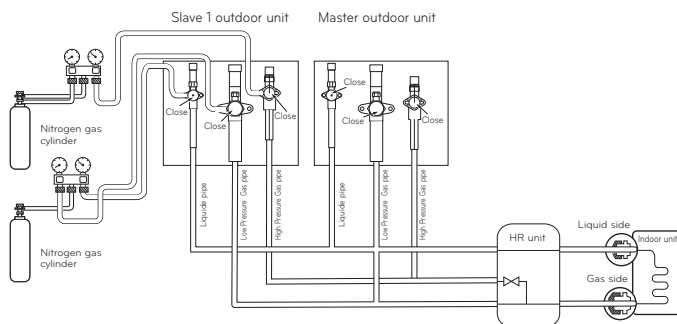 Slave 1 outdoor unit
Master outdoor unit
Close
Close
Close
Close
Close
Close
Nitrogen gas
cylinder
Nitrogen gas
cylinder
Liquide pipe
Low Pressure Gas pipe
High Pressure Gas pipe
Liquide pipe
Low Pressure Gas pipe
High Pressure Gas pipe
HR unit
Liquid side
Indoor unit
Gas side